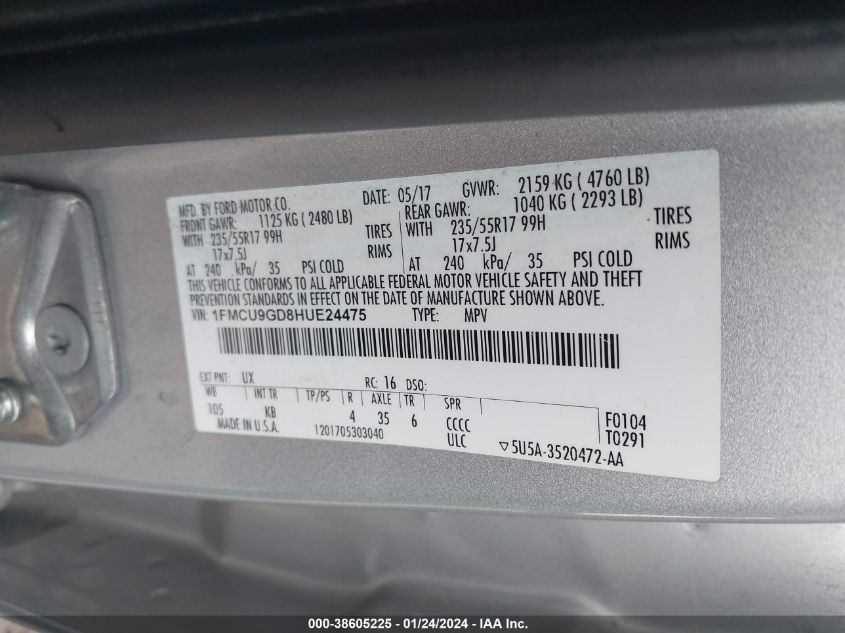 MFD. BY FORD MOTOR CO. DATE: 05/17 GVWR: 2159 KG ( 4760 LB)
FRONT GAWR: 1125 KG ( 2480 LB) REAR GAWR: 1040 KG ( 2293 LB)
WITH 235/55R17 99H TIRES WITH 235/55R17 99H TIRES
17x7.5J RIMS 17x7.5J RIMS
AT 240 kPa/ 35 PSI COLD AT 240 kPa/ 35 PSI COLD
THIS VEHICLE CONFORMS TO ALL APPLICABLE FEDERAL MOTOR VEHICLE SAFETY AND THEFT
PREVENTION STANDARDS IN EFFECT ON THE DATE OF MANUFACTURE SHOWN ABOVE.
VIN: 1FMCU9GD8HUE24475 TYPE: MPV
EXT PNT: UX RC: 16 DSO:
WB INT TR TP/PS R AXLE TR SPR
105 KB 4 35 6 CCCC F0104
MADE IN U.S.A. 1201705303040 ULC T0291
▽5U5A-3520472-AA
000-38605225 - 01/24/2024 - IAA Inc.